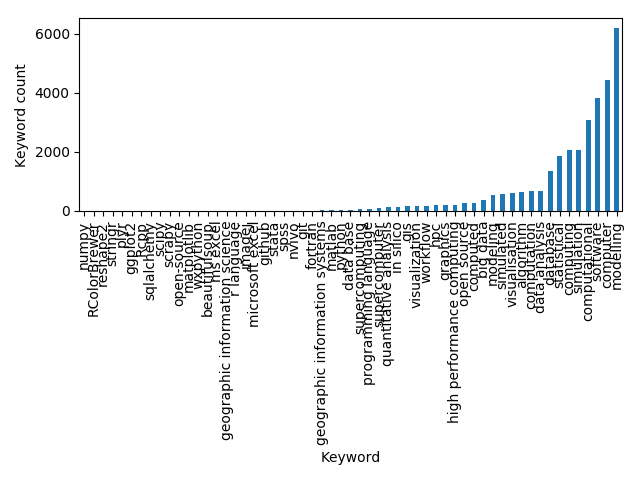 6000
4000
2000
0
Keyword count
numpy
RColorBrewer
reshape2
stringr
plyr
ggplot2
Rcpp
sqlalchemy
scipy
scrapy
open-source
matplotlib
wxpython
beautifulsoup
ms excel
geographic information science
r language
imagej
microsoft excel
github
stata
spss
nvivo
git
fortran
geographic information systems
matlab
python
data base
supercomputing
programming language
supercomputer
quantitative analysis
in silico
gis
visualization
workflow
hpc
graphics
high performance computing
open source
computed
big data
modeling
simulated
visualisation
algorithm
computation
data analysis
database
statistical
computing
simulation
computational
software
computer
modelling
Keyword